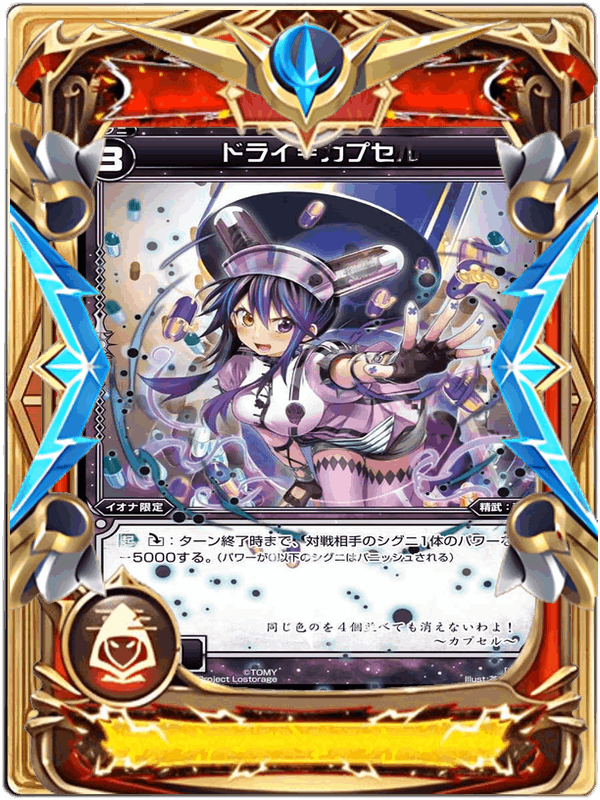 3
ドライ=カプセル
イオナ限定
精武:
起 :ターン終了時まで、対戦相手のシグニ1体のパワーを
-5000する。(パワーが0以下のシグニはバニッシュされる)
同じ色のを4個並べても消えないわよ!
～カプセル～
©TOMY
Project Lostorage
Illust: